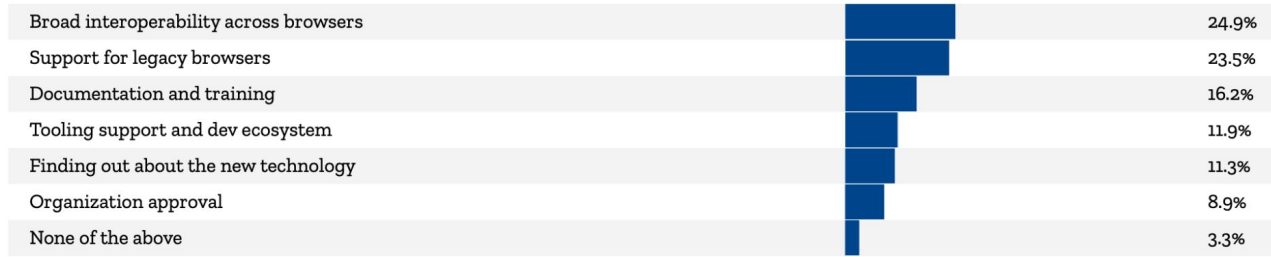 Broad interoperability across browsers 24.9%
Support for legacy browsers 23.5%
Documentation and training 16.2%
Tooling support and dev ecosystem 11.9%
Finding out about the new technology 11.3%
Organization approval 8.9%
None of the above 3.3%